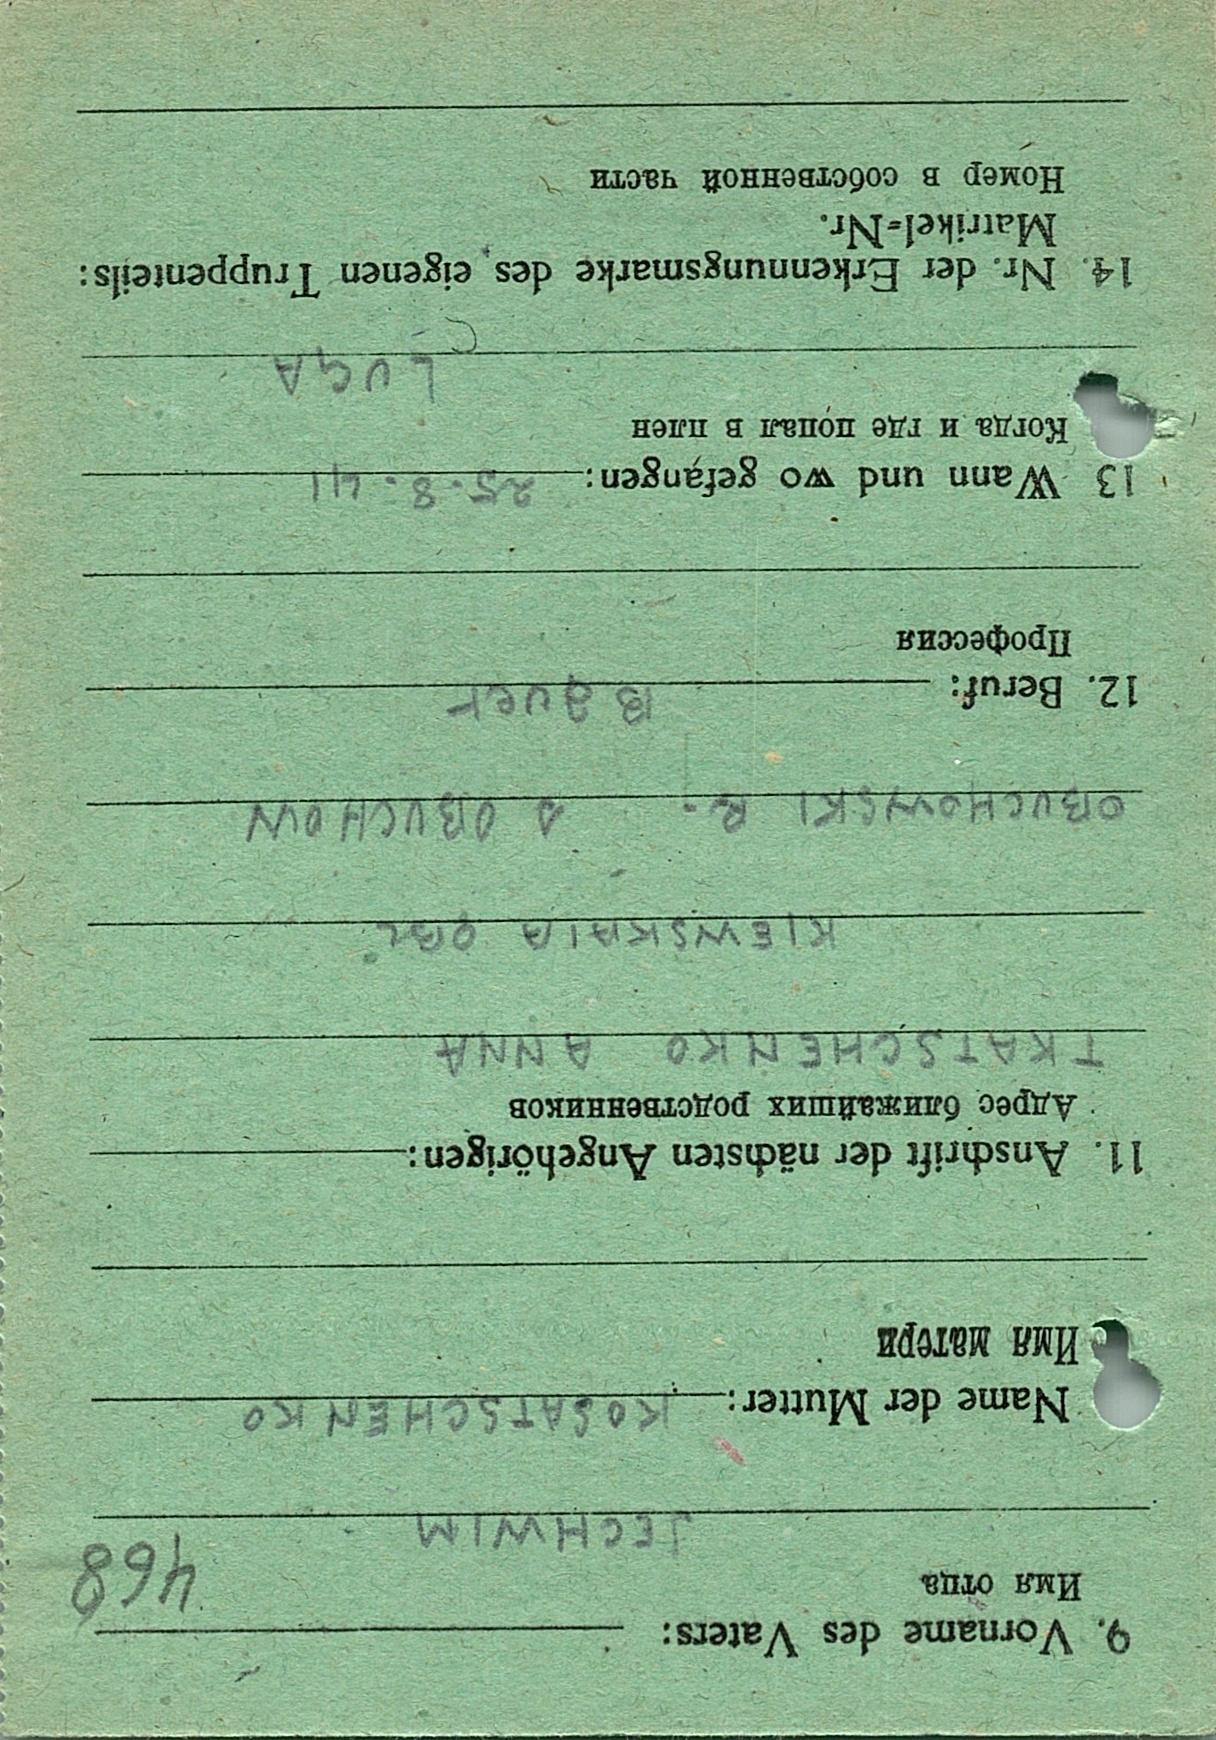 9. Vorname des Vaters:
Имя отца
468
JECHWIM
Name der Mutter: KOSATSCHENKO
Имя матери
11. Anschrift der nächsten Angehörigen:
Адрес ближайших родственников
TKATSCHENKO ANNA
KIEWSKAIA OBL
OBUCHOWSKI R. D OBUCHOW
12. Beruf: Bauer
Профессия
13 Wann und wo gefangen: 25.8.41
Когда и где попал в плен
LUGA
14. Nr. der Erkennungsmarke des eigenen Truppenteils:
Matrikel=Nr.
Номер в собственной части